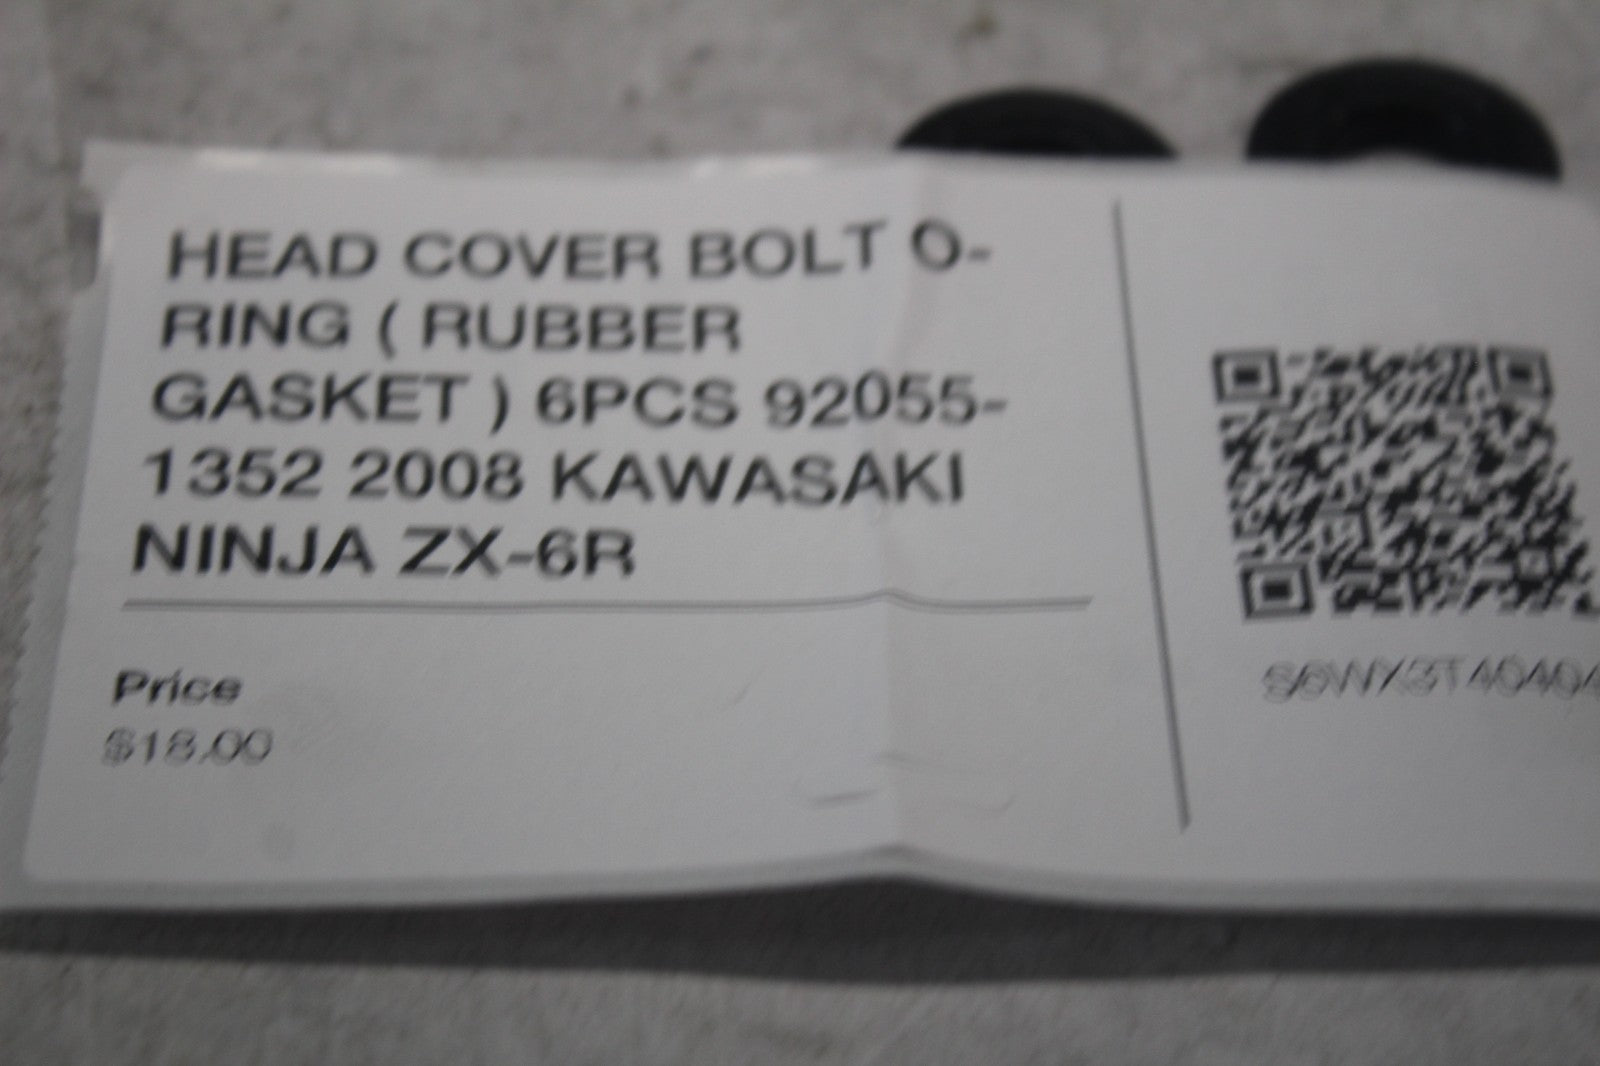 HEAD COVER BOLT O-
RING ( RUBBER
GASKET ) 6PCS 92055-
1352 2008 KAWASAKI
NINJA ZX-6R
Price
$18.00